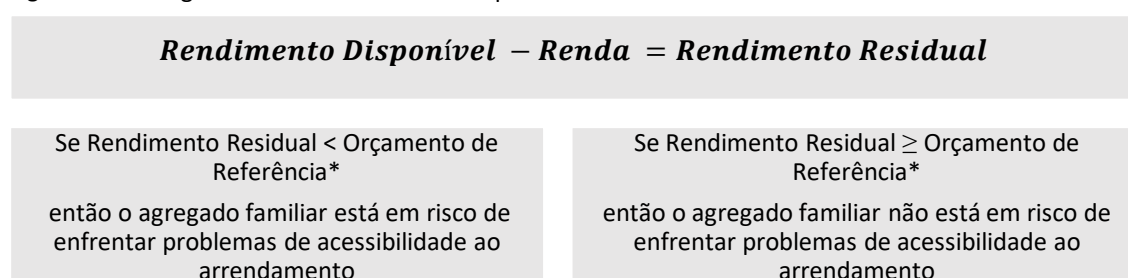 Rendimento Disponível − Renda = Rendimento Residual
Se Rendimento Residual < Orçamento de
Referência*
então o agregado familiar está em risco de
enfrentar problemas de acessibilidade ao
arrendamento
Se Rendimento Residual ≥ Orçamento de
Referência*
então o agregado familiar não está em risco de
enfrentar problemas de acessibilidade ao
arrendamento